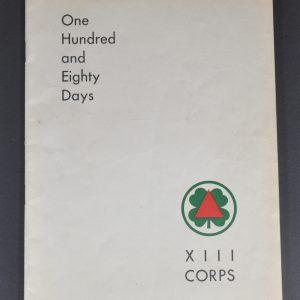 One
Hundred
and
Eighty
Days
XIII
CORPS